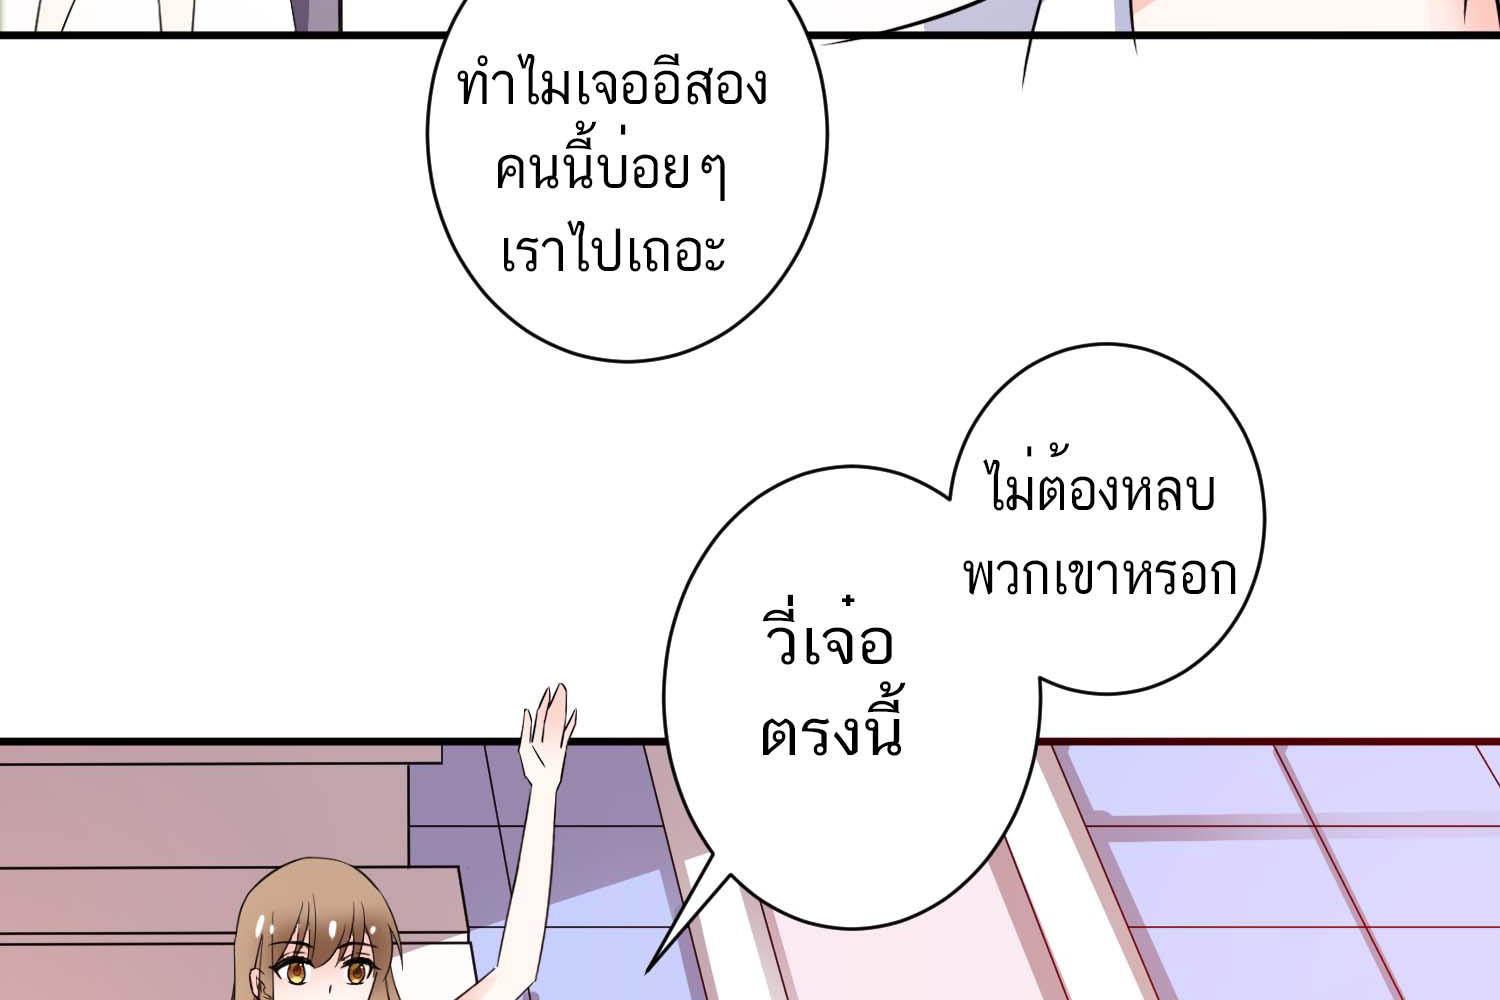 ทำไมเจออีสอง
คนนี้บ่อยๆ
เราไปเถอะ
ไม่ต้องหลบ
พวกเขาหรอก
วี่เจ๋อ
ตรงนี้